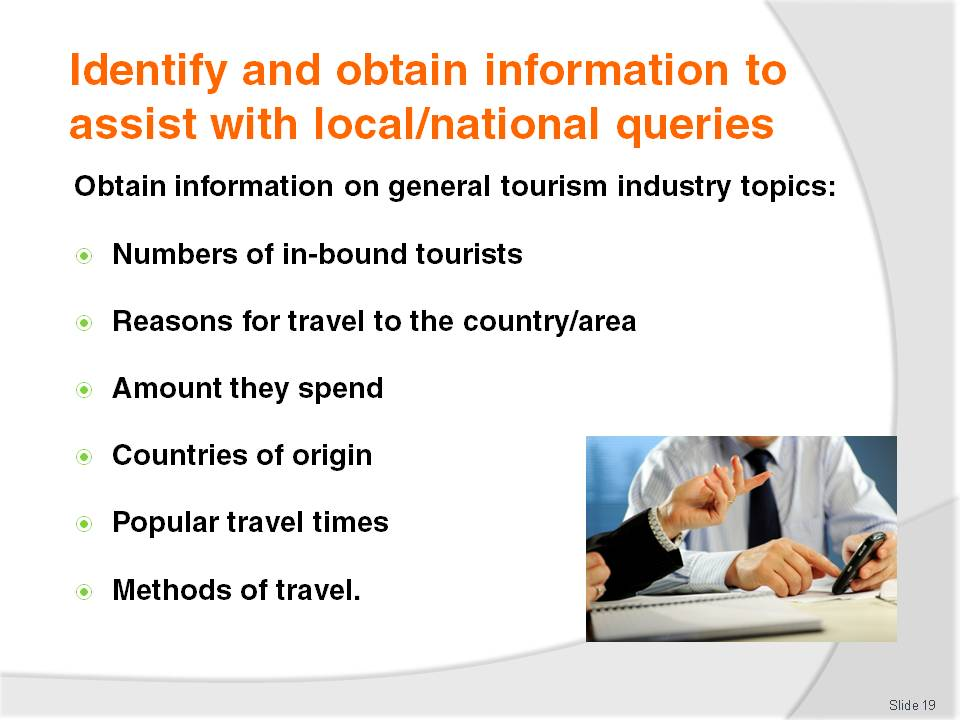 Identify and obtain information to
assist with local/national queries
Obtain information on general tourism industry topics:
Numbers of in-bound tourists
Reasons for travel to the country/area
Amount they spend
Countries of origin
Popular travel times
Methods of travel.
Slide 19